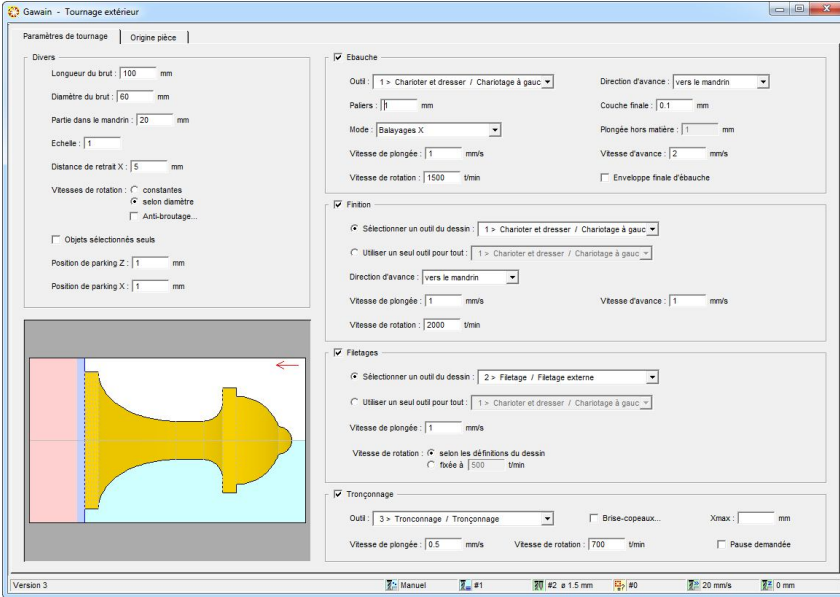 Gawain - Tournage extérieur
Paramètres de tournage
Origine pièce
Divers
Longueur du brut : 100 mm
Diamètre du brut : 60 mm
Partie dans le mandrin : 20 mm
Echelle : 1
Distance de retrait X : 5 mm
Vitesses de rotation : constantes
selon diamètre
Anti-broutage...
Objets sélectionnés seuls
Position de parking Z : 1 mm
Position de parking X : 1 mm
Ebauche
Outil : 1 > Charioter et dresser / Chariotage à gauc
Direction d'avance : vers le mandrin
Paliers : 1 mm
Couche finale : 0.1 mm
Mode : Balayages X
Plongée hors matière : 1 mm
Vitesse de plongée : 1 mm/s
Vitesse d'avance : 2 mm/s
Vitesse de rotation : 1500 t/min
Enveloppe finale d'ébauche
Finition
Sélectionner un outil du dessin : 1 > Charioter et dresser / Chariotage à gauc
Utiliser un seul outil pour tout : 1 > Charioter et dresser / Chariotage à gauc
Direction d'avance : vers le mandrin
Vitesse de plongée : 1 mm/s
Vitesse d'avance : 1 mm/s
Vitesse de rotation : 2000 t/min
Filetages
Sélectionner un outil du dessin : 2 > Filetage / Filetage externe
Utiliser un seul outil pour tout : 1 > Charioter et dresser / Chariotage à gauc
Vitesse de plongée : 1 mm/s
Vitesse de rotation : selon les définitions du dessin
fixée à 500 t/min
Tronçonnage
Outil : 3 > Tronconnage / Tronçonnage
Brise-copeaux...
Xmax : mm
Vitesse de plongée : 0.5 mm/s
Vitesse de rotation : 700 t/min
Pause demandée
Version 3
Manuel
#1
#2 ø 1.5 mm
#0
20 mm/s
0 mm